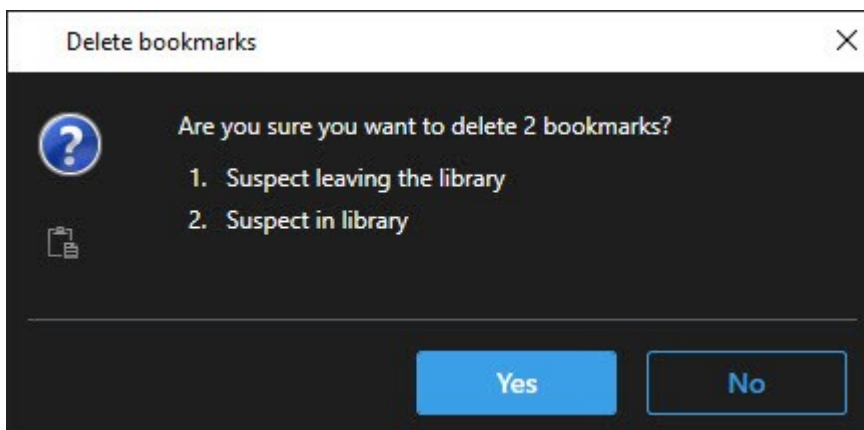 Delete bookmarks
Are you sure you want to delete 2 bookmarks?
1. Suspect leaving the library
2. Suspect in library
Yes
No